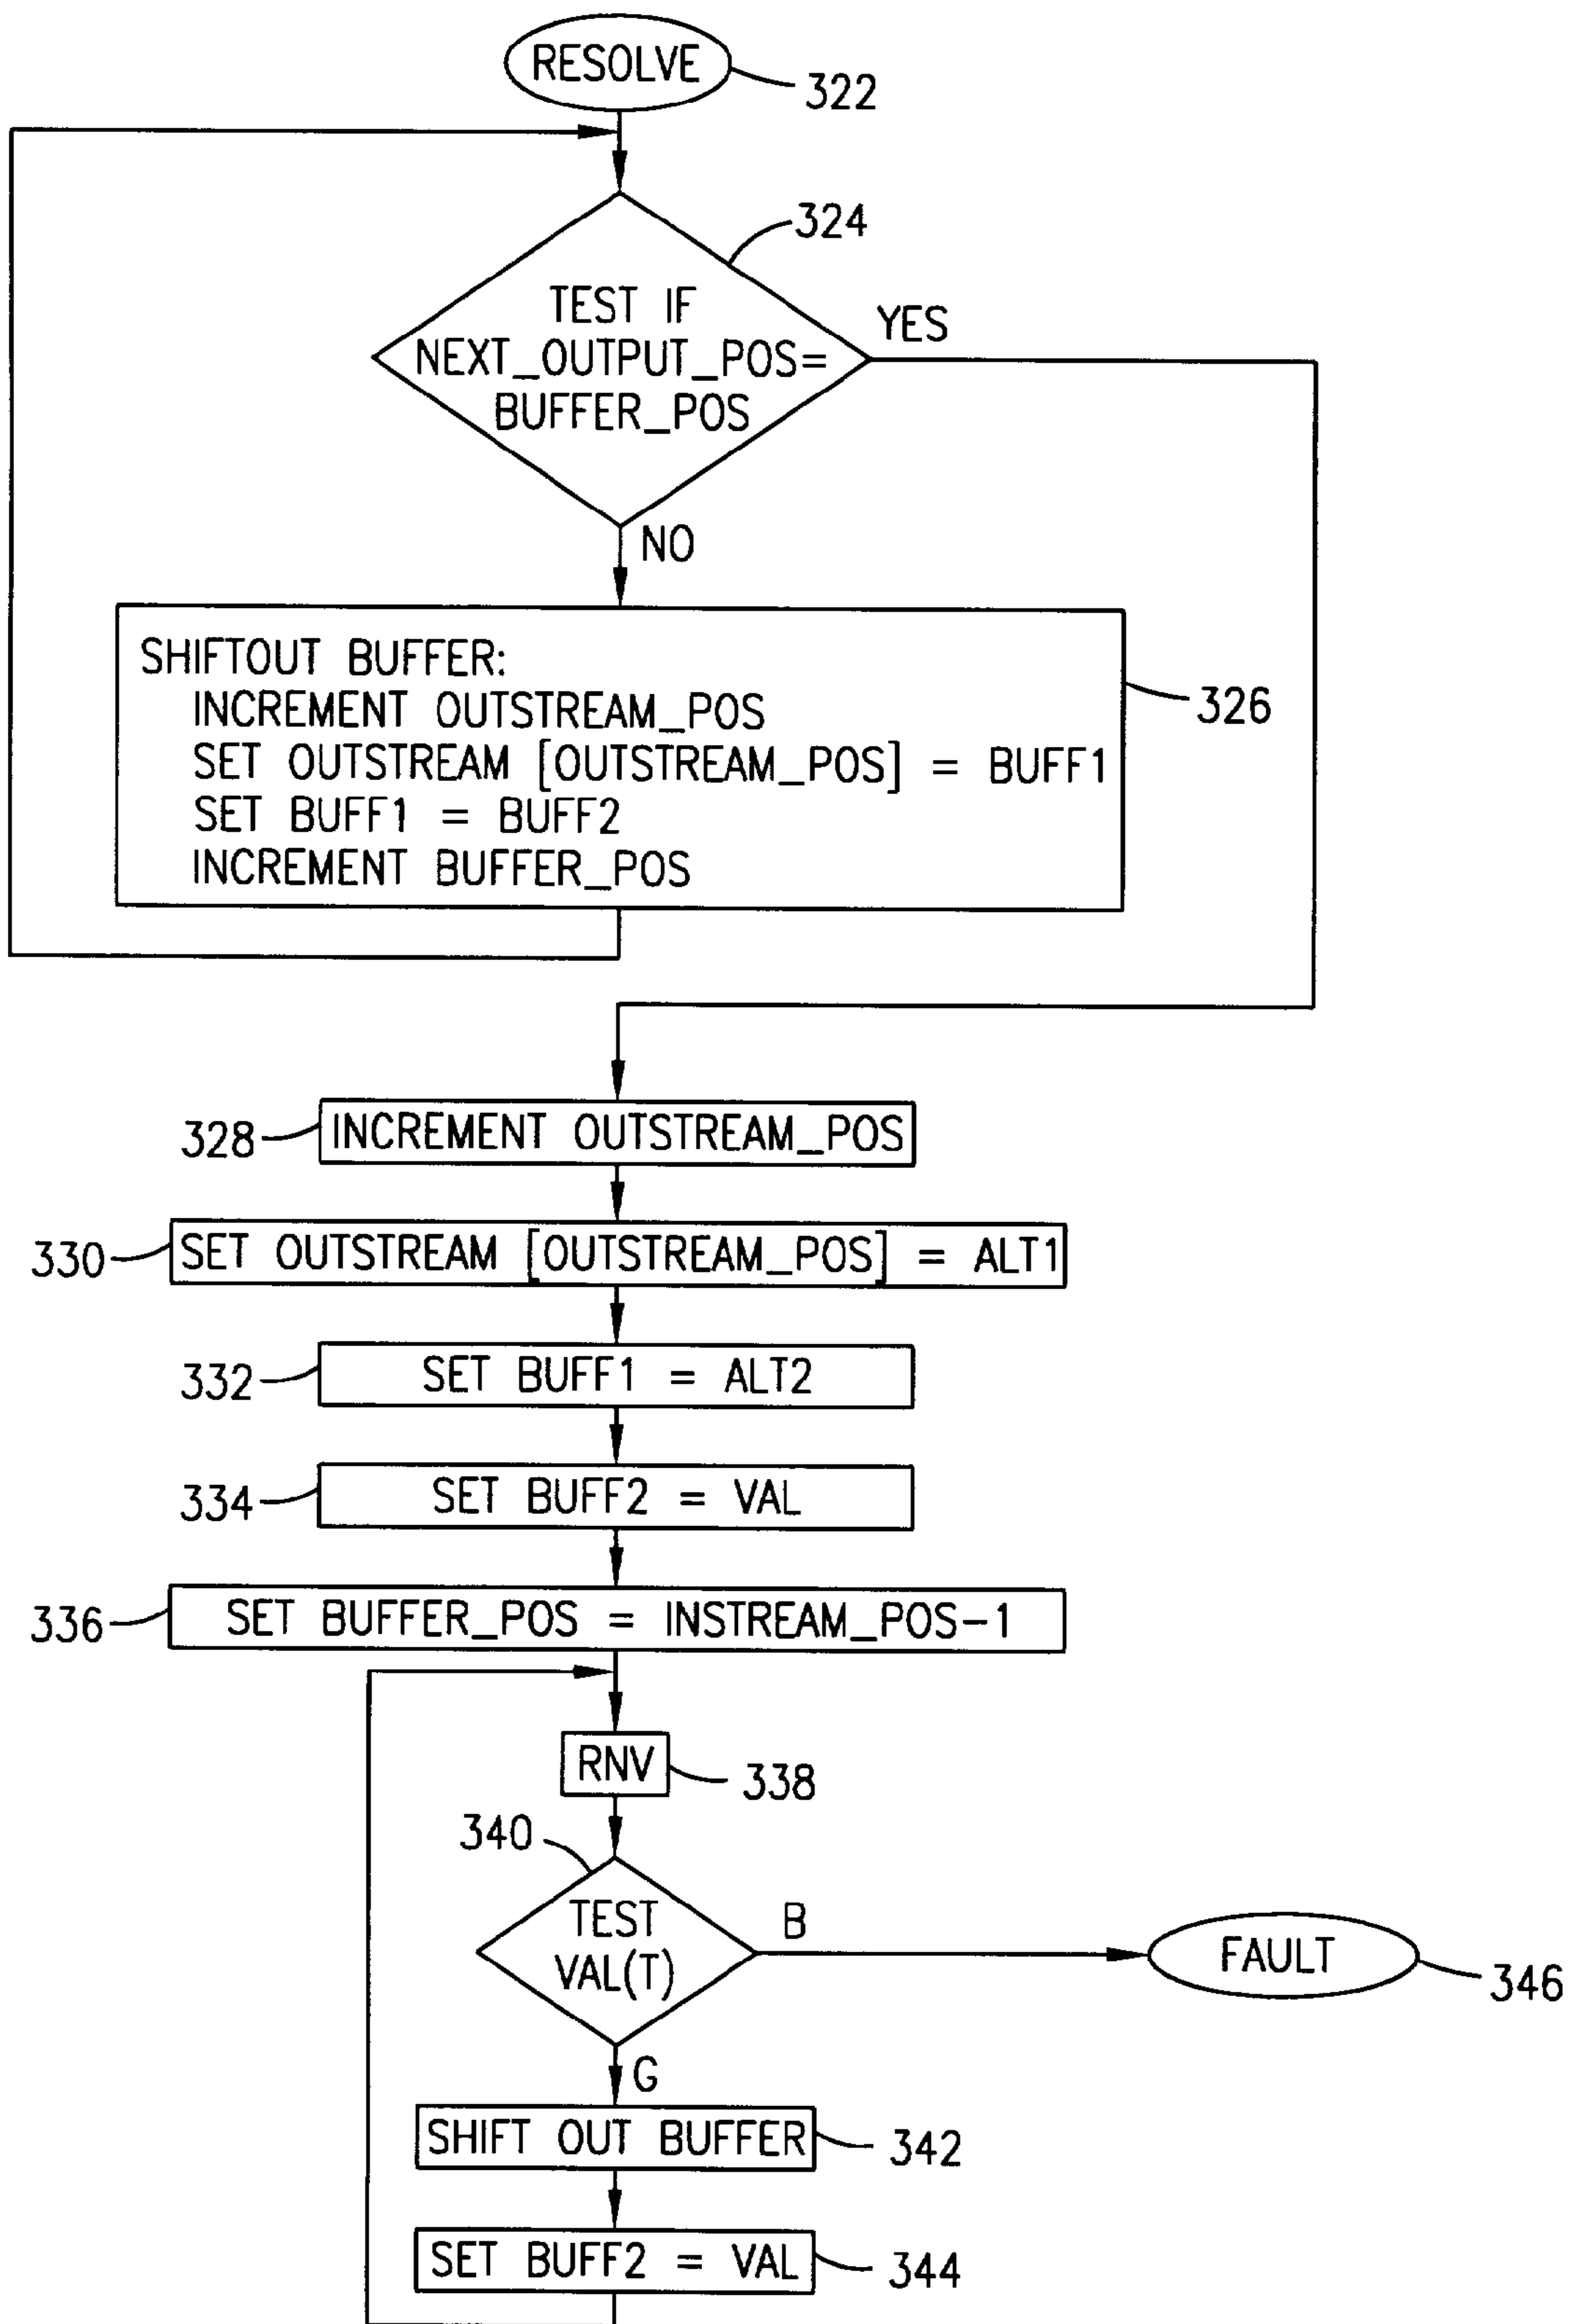 RESOLVE
322
324
TEST IF
NEXT_OUTPUT_POS=
BUFFER_POS
YES
NO
SHIFTOUT BUFFER:
INCREMENT OUTSTREAM_POS
SET OUTSTREAM [OUTSTREAM_POS] = BUFF1
SET BUFF1 = BUFF2
INCREMENT BUFFER_POS
326
328
INCREMENT OUTSTREAM_POS
330
SET OUTSTREAM [OUTSTREAM_POS] = ALT1
332
SET BUFF1 = ALT2
334
SET BUFF2 = VAL
336
SET BUFFER_POS = INSTREAM_POS-1
RNV
338
340
TEST
VAL(T)
B
FAULT
346
G
SHIFT OUT BUFFER
342
SET BUFF2 = VAL
344